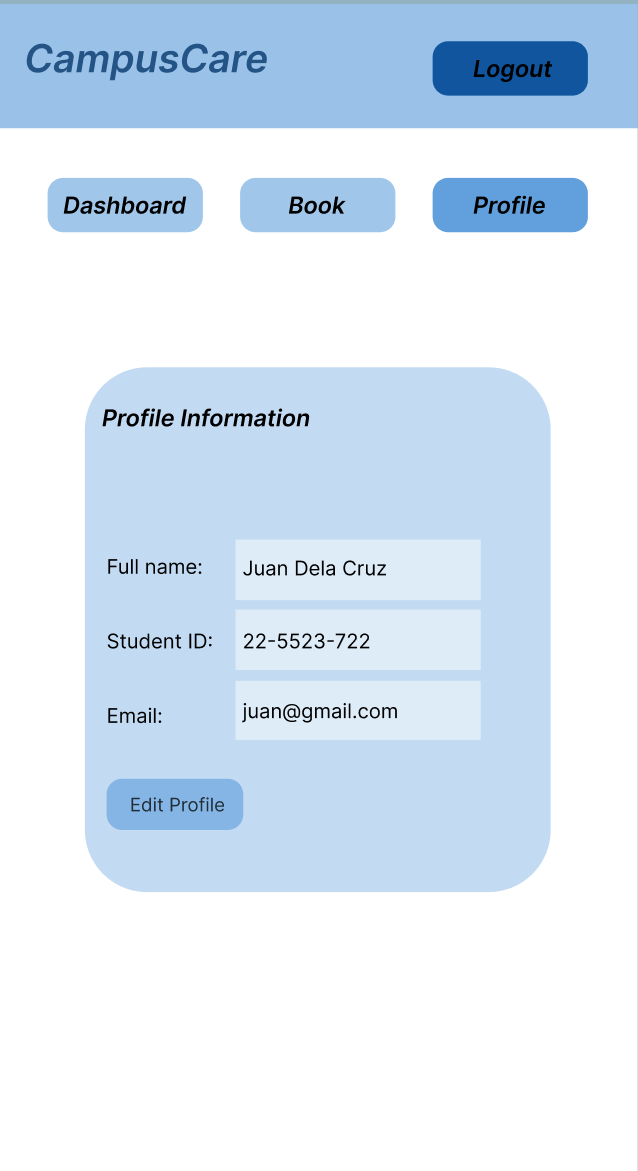 CampusCare
Logout
Dashboard
Book
Profile
Profile Information
Full name:
Juan Dela Cruz
Student ID:
22-5523-722
Email:
juan@gmail.com
Edit Profile